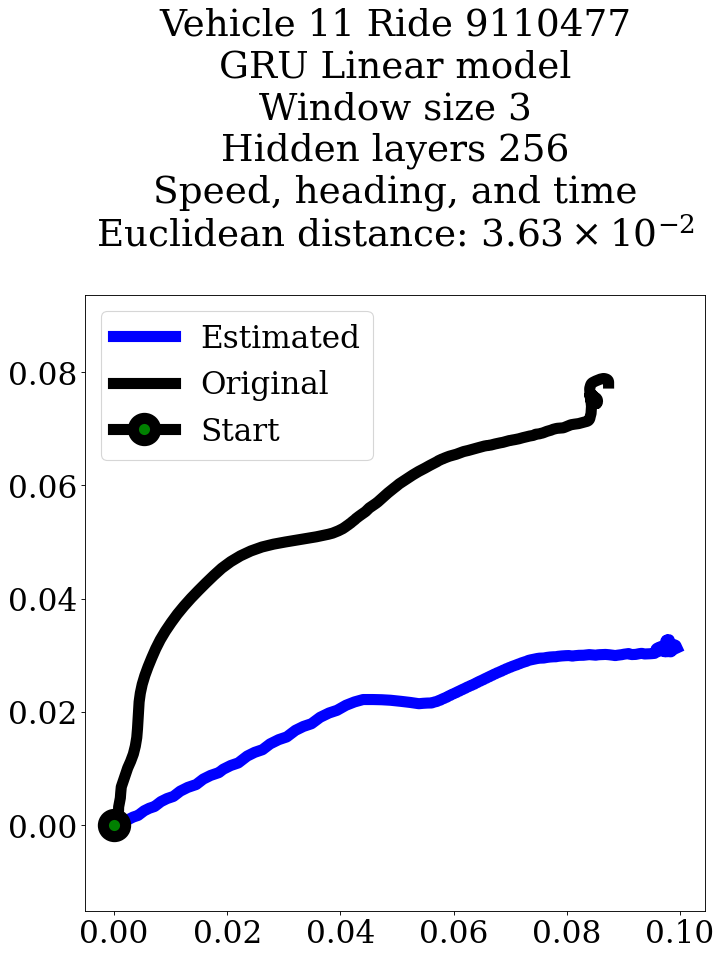 Vehicle 11 Ride 9110477
GRU Linear model
Window size 3
Hidden layers 256
Speed, heading, and time
Euclidean distance: 3.63 × 10⁻²
Estimated
Original
Start
0.08
0.06
0.04
0.02
0.00
0.00 0.02 0.04 0.06 0.08 0.10